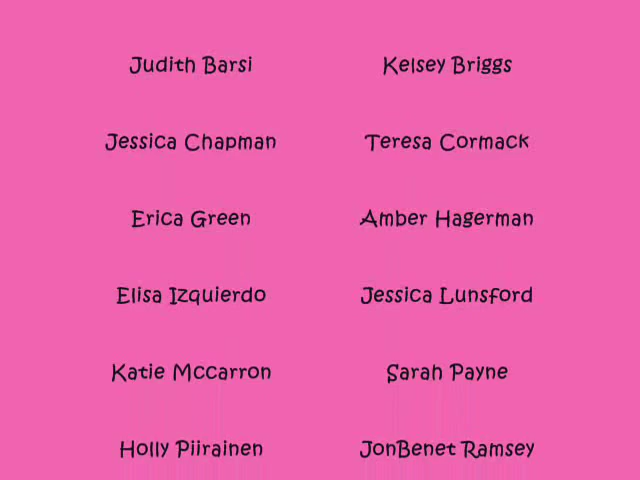 Judith Barsi Kelsey Briggs
Jessica Chapman Teresa Cormack
Erica Green Amber Hagerman
Elisa Izquierdo Jessica Lunsford
Katie Mccarron Sarah Payne
Holly Piirainen JonBenet Ramsey